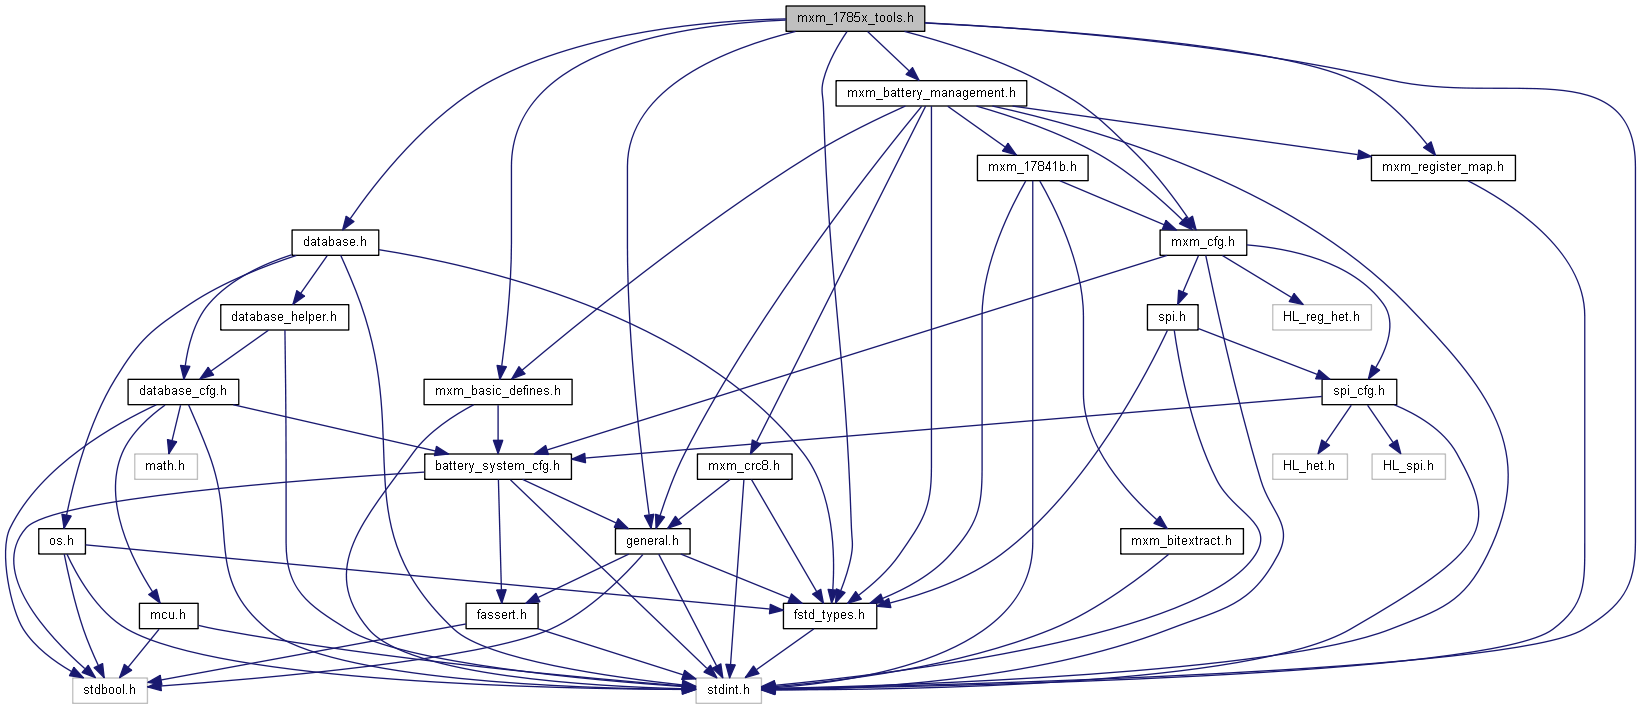 mxm_1785x_tools.h
mxm_battery_management.h
mxm_17841b.h
mxm_register_map.h
database.h
mxm_cfg.h
database_helper.h
spi.h
HL_reg_het.h
database_cfg.h
mxm_basic_defines.h
spi_cfg.h
math.h
battery_system_cfg.h
mxm_crc8.h
HL_het.h
HL_spi.h
os.h
general.h
mxm_bitextract.h
mcu.h
fassert.h
fstd_types.h
stdbool.h
stdint.h